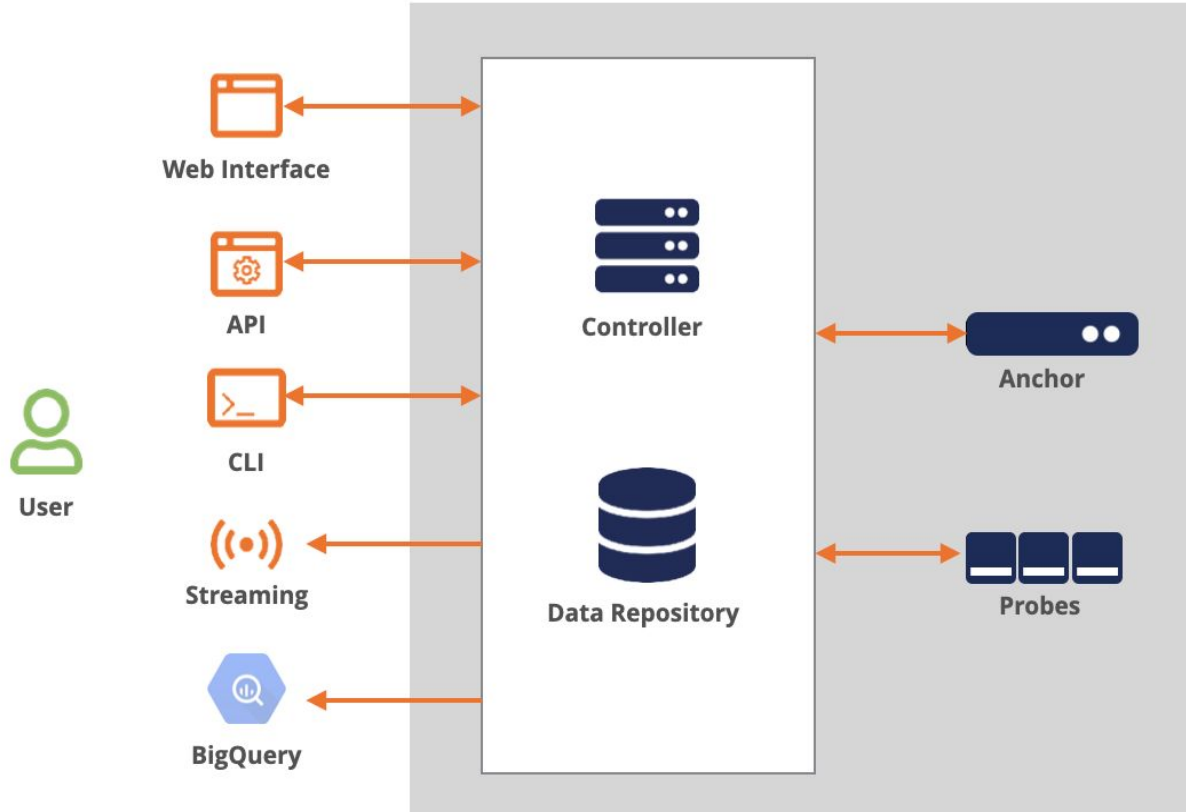 Web Interface
API
CLI
User
Streaming
BigQuery
Controller
Data Repository
Anchor
Probes